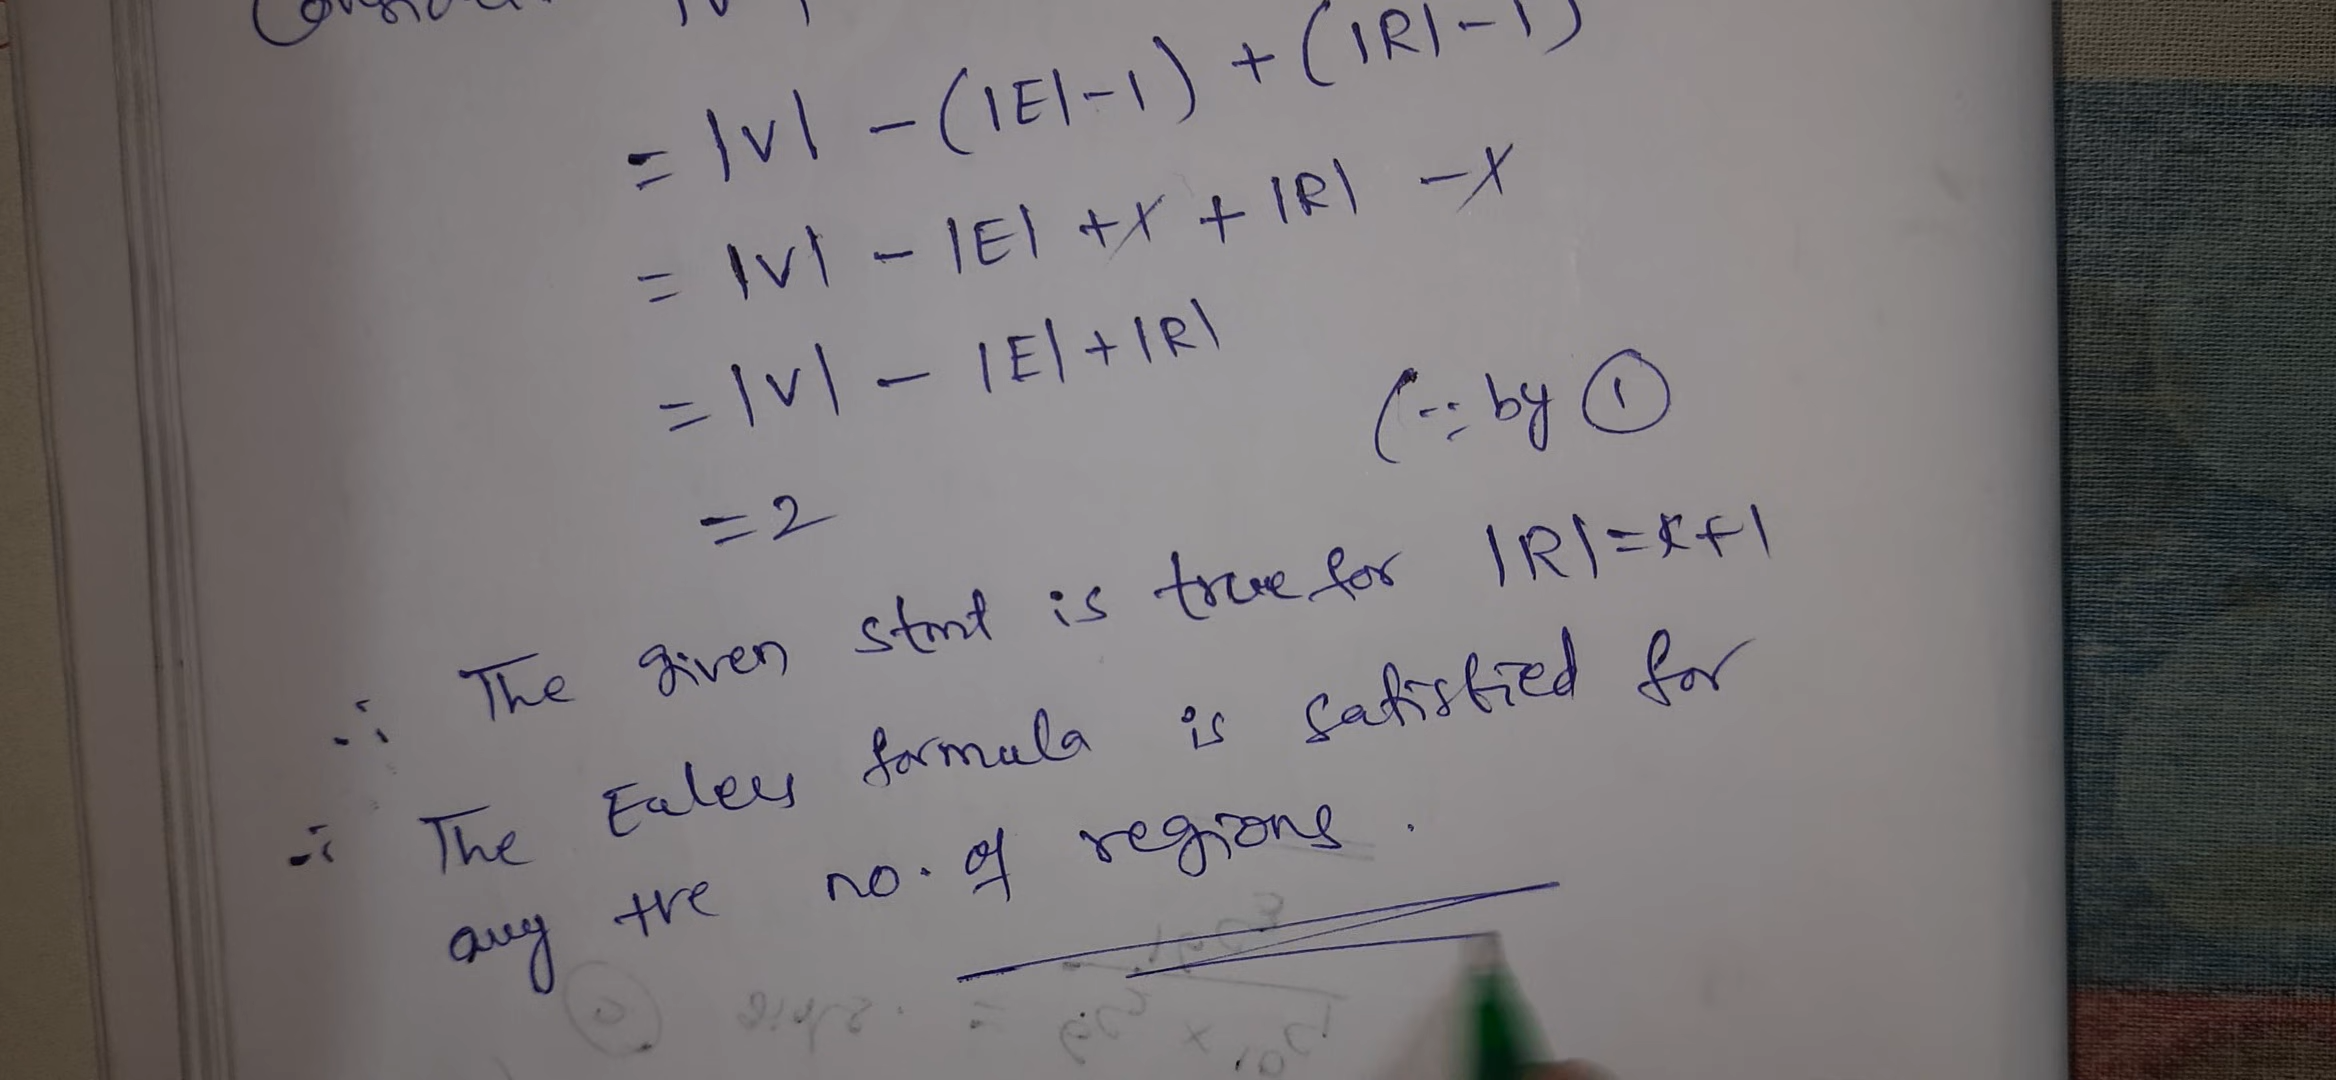 = |V| - (|E|-1) + (|R|-1)
= |V| - |E| + 1 + |R| - 1
= |V| - |E| + |R|
(∵ by ①
= 2
∴ The given stmt is true for |R|=k+1
∴ The Eulers formula is satisfied for
any +ve no. of regions.